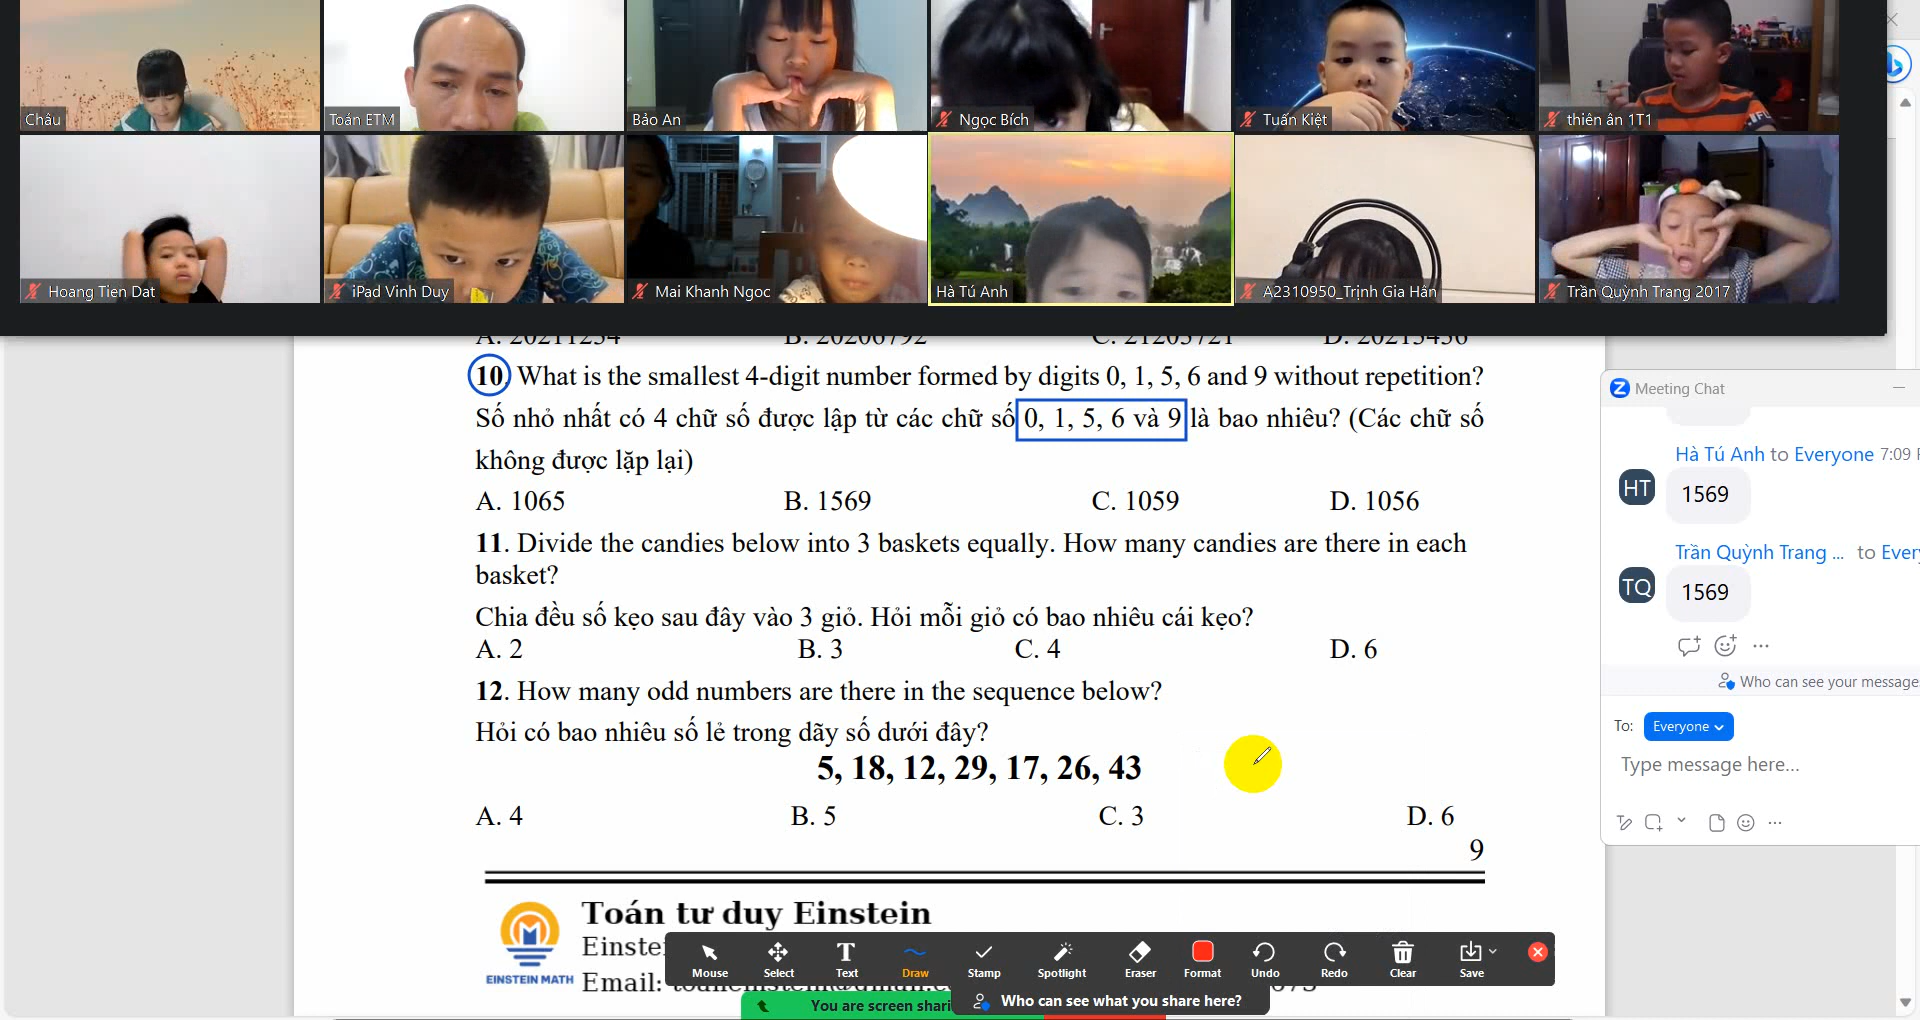 Châu
Toán ETM
Bảo An
Ngọc Bích
Tuấn Kiệt
thiên ân 1T1
Hoang Tien Dat
iPad Vinh Duy
Mai Khanh Ngoc
Hà Tú Anh
A2310950_Trịnh Gia Hân
Trần Quỳnh Trang 2017
A. 20211234 B. 20206792 C. 21203721 D. 20213436
10. What is the smallest 4-digit number formed by digits 0, 1, 5, 6 and 9 without repetition?
Số nhỏ nhất có 4 chữ số được lập từ các chữ số 0, 1, 5, 6 và 9 là bao nhiêu? (Các chữ số
không được lặp lại)
A. 1065 B. 1569 C. 1059 D. 1056
11. Divide the candies below into 3 baskets equally. How many candies are there in each
basket?
Chia đều số kẹo sau đây vào 3 giỏ. Hỏi mỗi giỏ có bao nhiêu cái kẹo?
A. 2 B. 3 C. 4 D. 6
12. How many odd numbers are there in the sequence below?
Hỏi có bao nhiêu số lẻ trong dãy số dưới đây?
5, 18, 12, 29, 17, 26, 43
A. 4 B. 5 C. 3 D. 6
9
EINSTEIN MATH
Toán tư duy Einstein
Email:
Mouse Select Text Draw Stamp Spotlight Eraser Format Undo Redo Clear Save
You are screen shari
Who can see what you share here?
Meeting Chat
Hà Tú Anh to Everyone 7:09
HT
1569
Trần Quỳnh Trang ... to Ever
TQ
1569
Who can see your message
To: Everyone
Type message here...